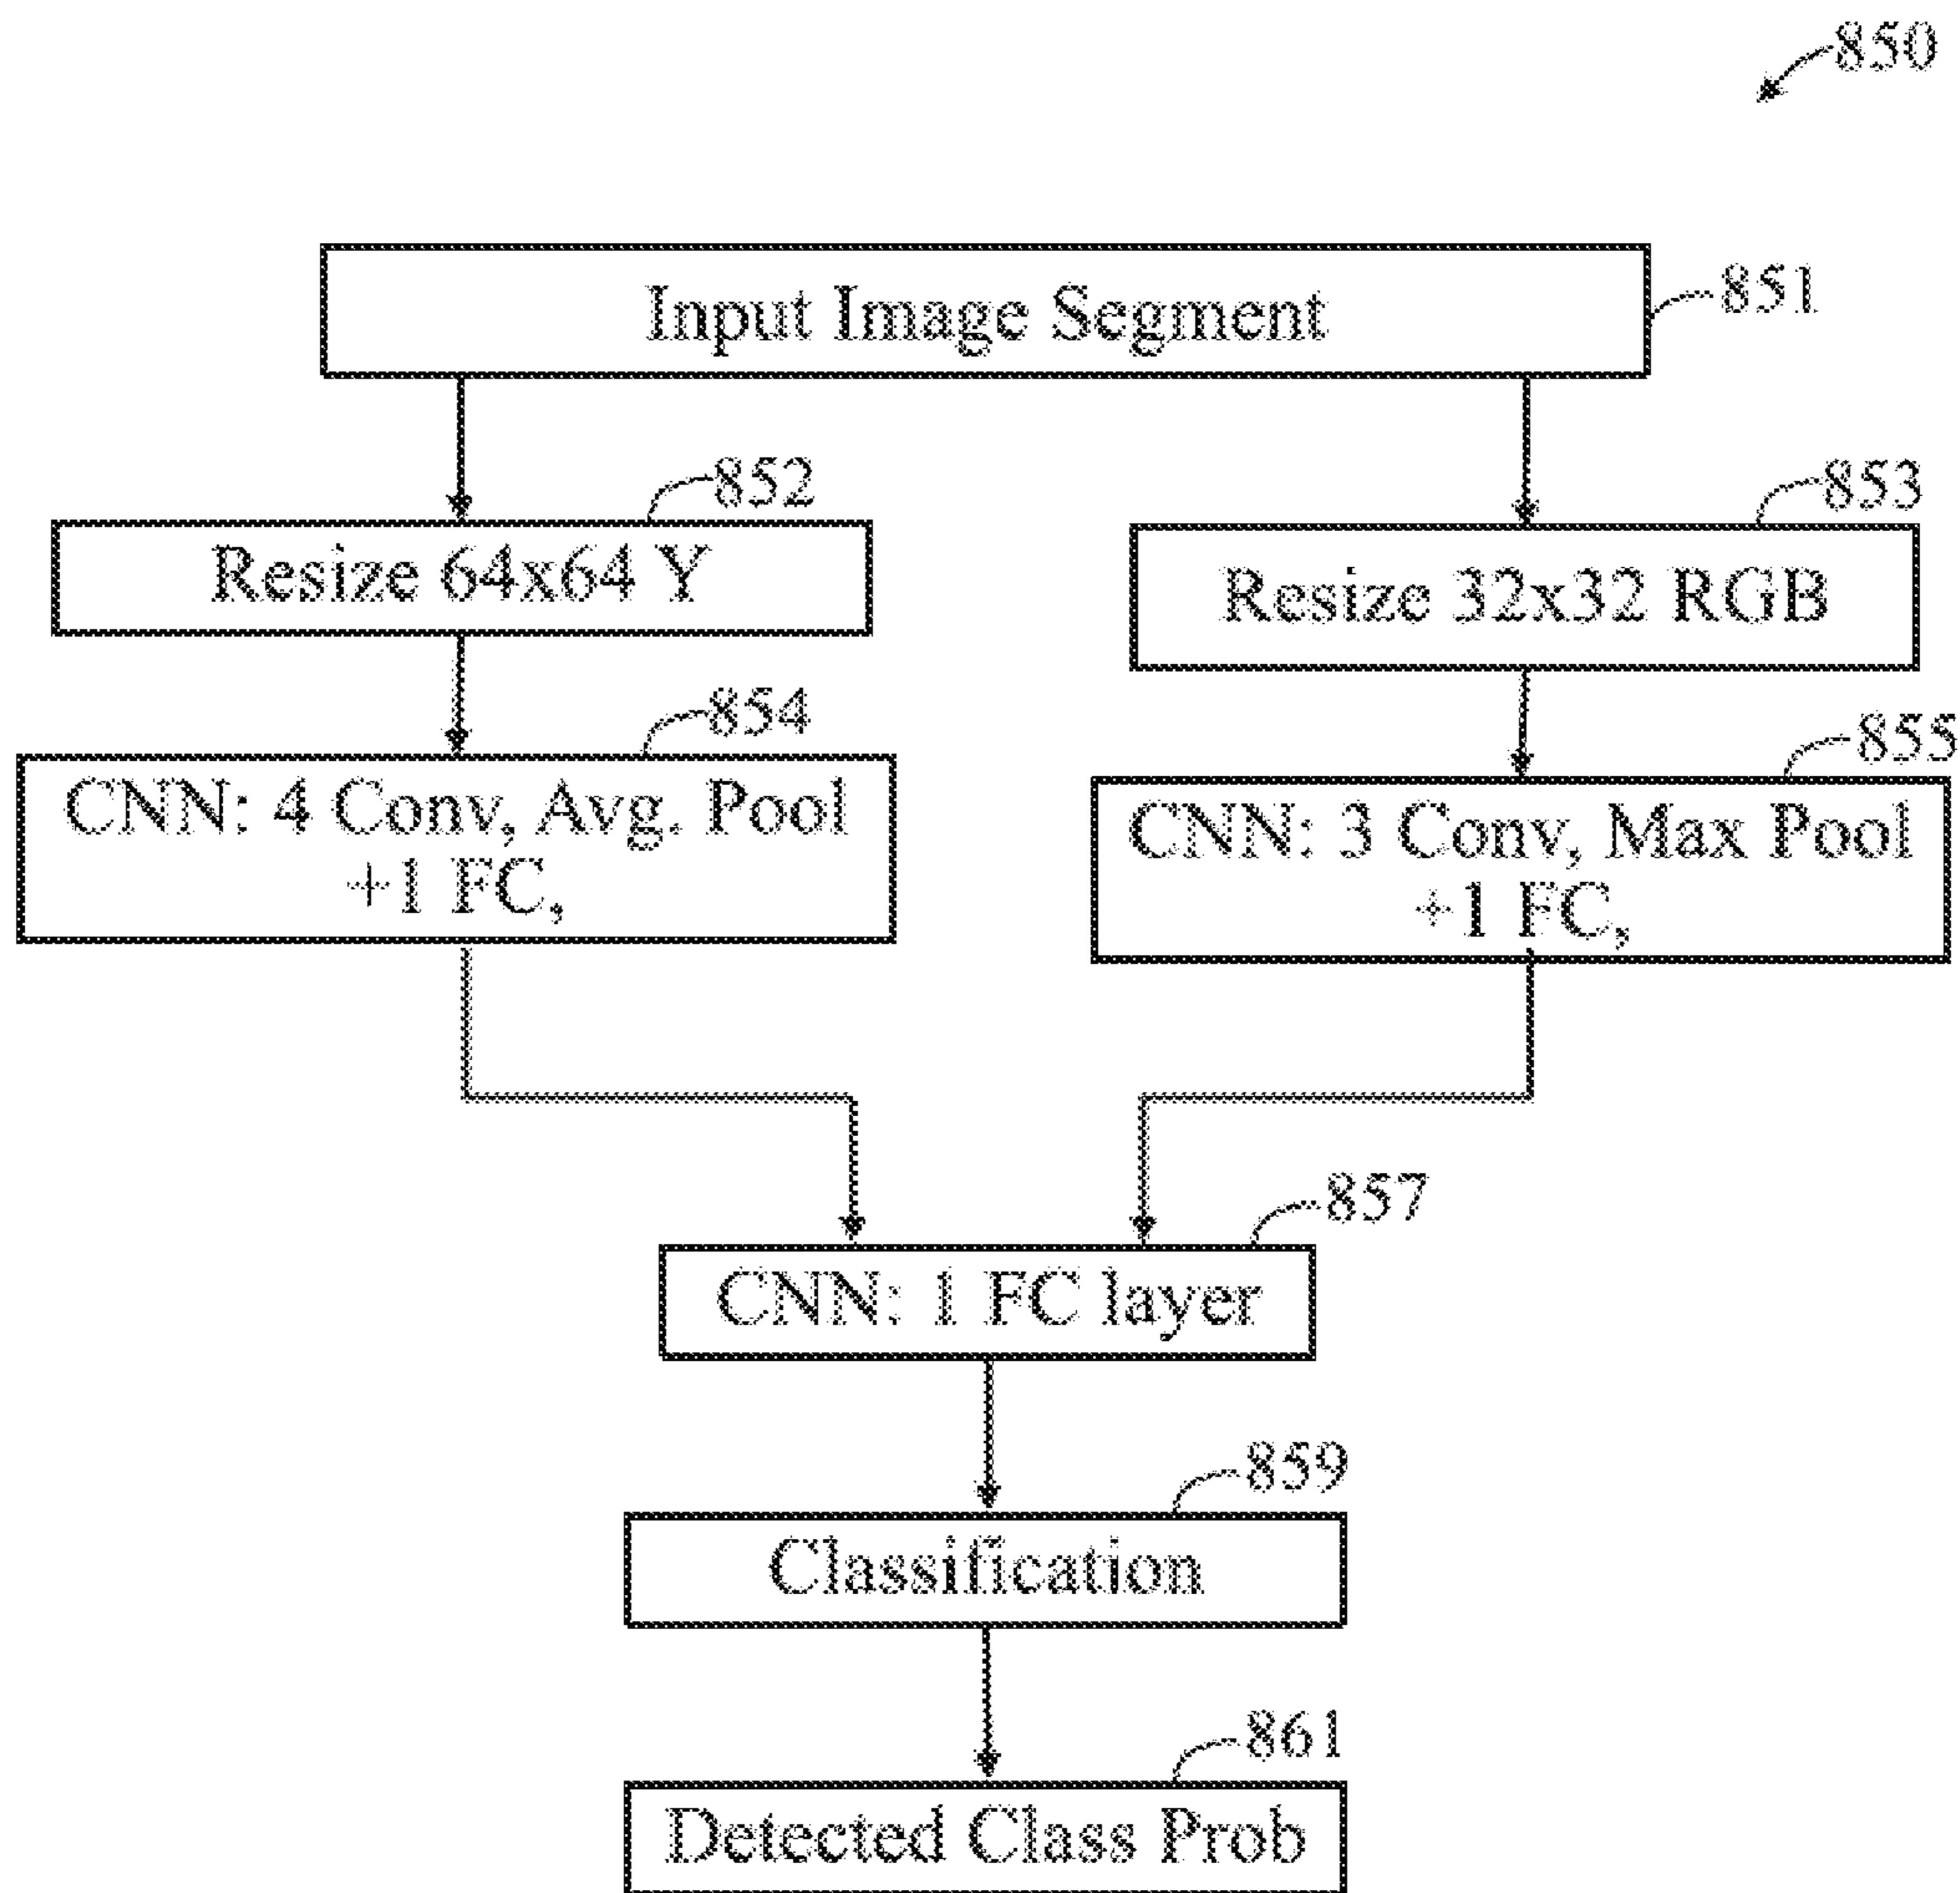 850
Input Image Segment
851
852
853
Resize 64x64 Y
Resize 32x32 RGB
854
855
CNN: 4 Conv, Avg. Pool
+1 FC,
CNN: 3 Conv, Max Pool
+1 FC,
857
CNN: 1 FC layer
859
Classification
861
Detected Class Prob